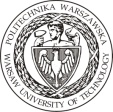 POLITECHNIKA WARSZAWSKA
WARSAW UNIVERSITY OF TECHNOLOGY